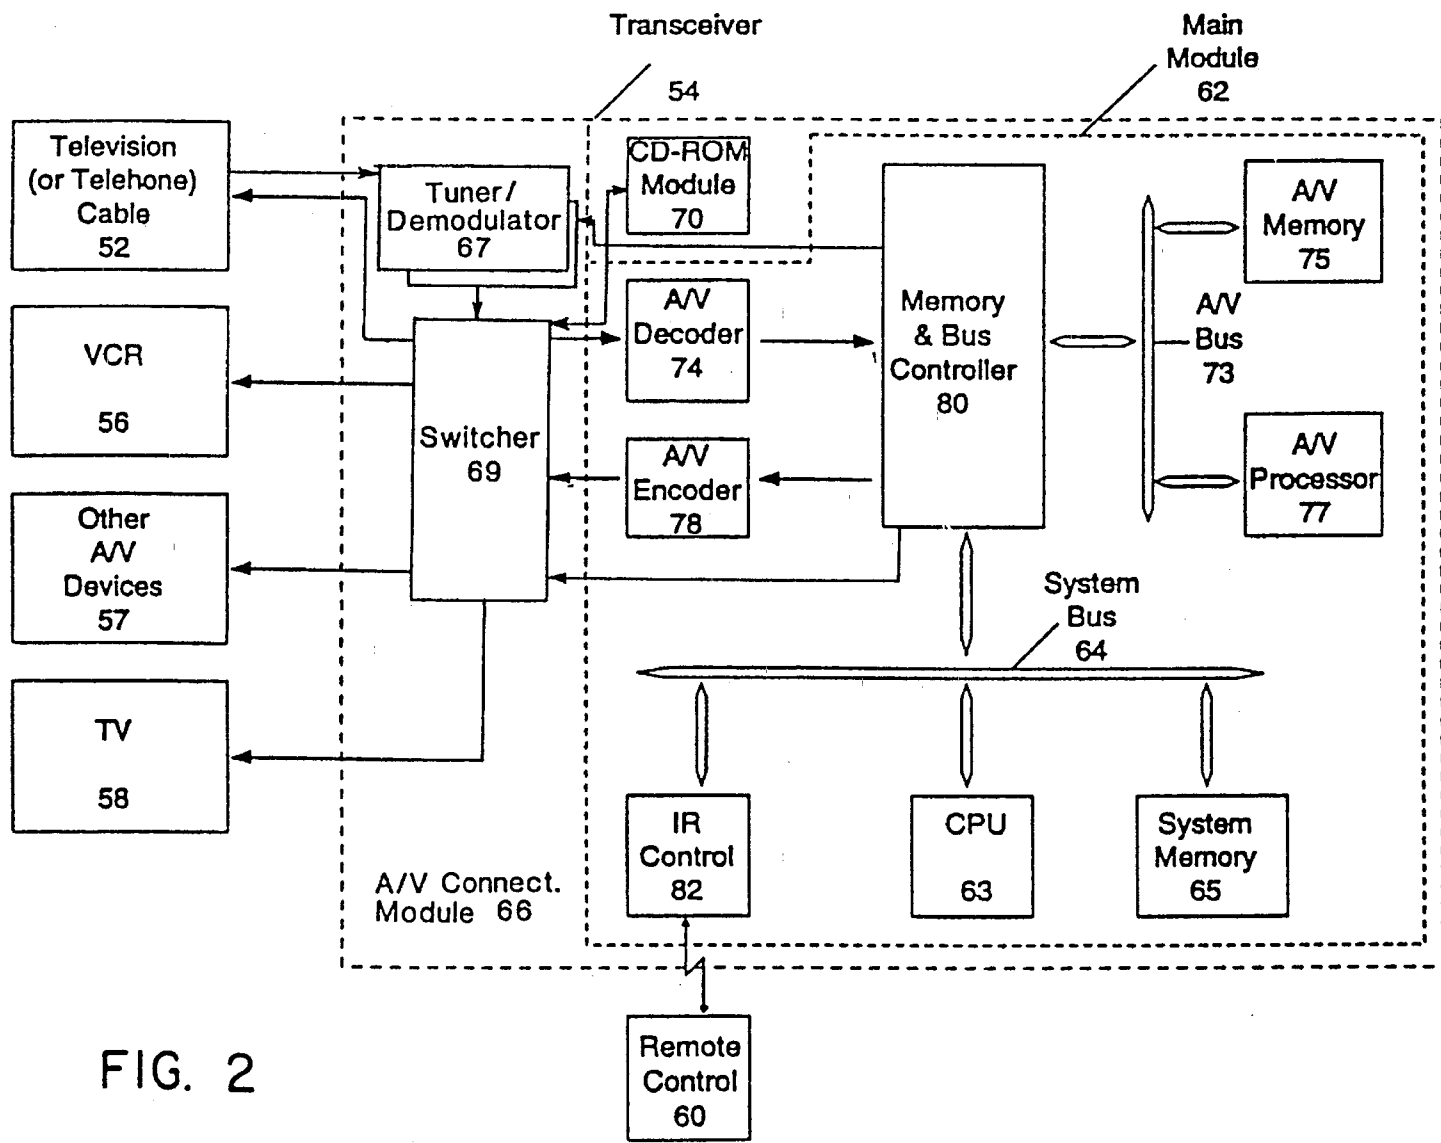 Transceiver
54
Main
Module
62
Television
(or Telehone)
Cable
52
Tuner/
Demodulator
67
CD-ROM
Module
70
A/V
Memory
75
VCR
56
A/V
Decoder
74
Memory
& Bus
Controller
80
A/V
Bus
73
Switcher
69
A/V
Encoder
78
A/V
Processor
77
Other
A/V
Devices
57
System
Bus
64
TV
58
IR
Control
82
CPU
63
System
Memory
65
A/V Connect.
Module 66
Remote
Control
60
FIG. 2